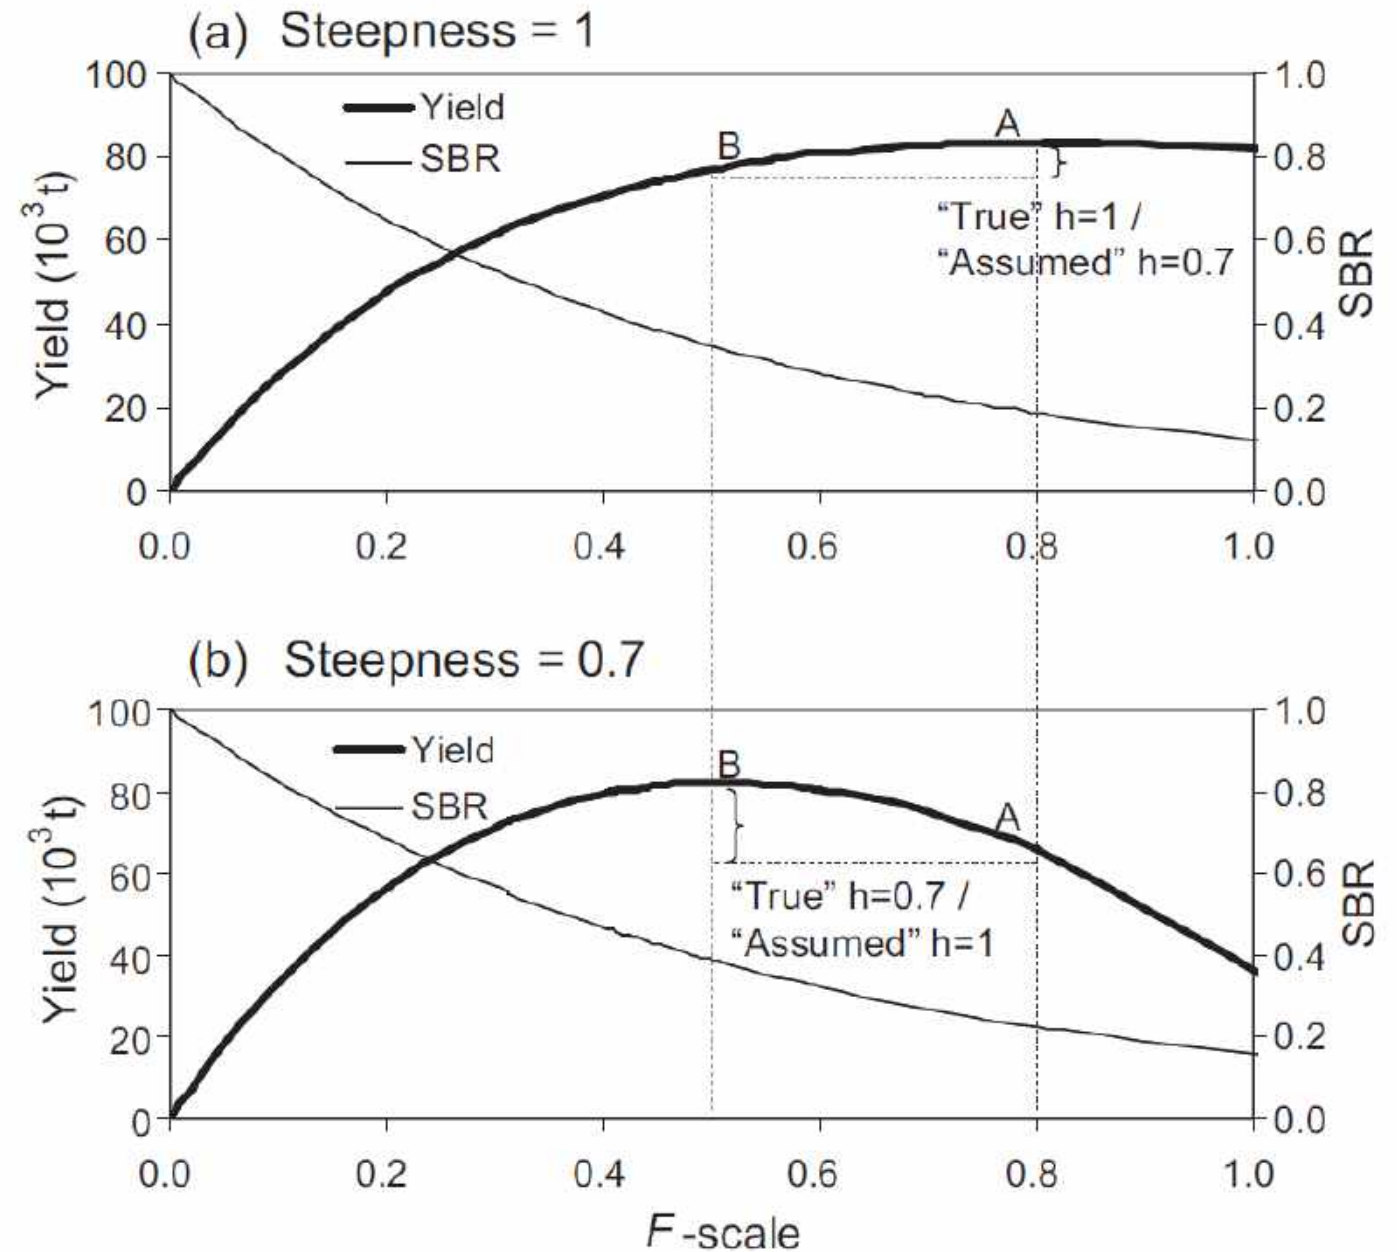 (a) Steepness = 1
100
80
60
40
20
0
Yield (10³ t)
Yield
SBR
B
A
"True" h=1 /
"Assumed" h=0.7
1.0
0.8
0.6
0.4
0.2
0.0
SBR
0.0 0.2 0.4 0.6 0.8 1.0
(b) Steepness = 0.7
100
80
60
40
20
0
Yield (10³ t)
Yield
SBR
B
A
"True" h=0.7 /
"Assumed" h=1
1.0
0.8
0.6
0.4
0.2
0.0
SBR
0.0 0.2 0.4 0.6 0.8 1.0
F-scale